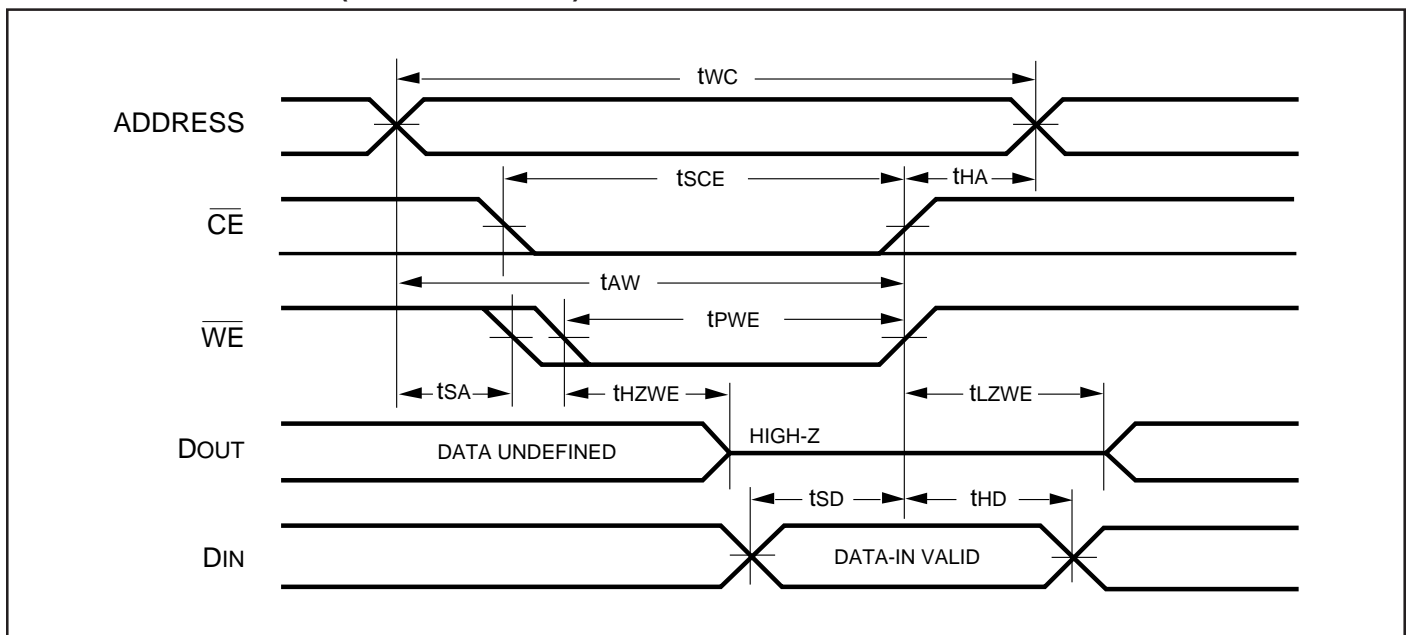 tWC
ADDRESS
tSCE
tHA
CE
tAW
WE
tPWE
tSA
tHZWE
tLZWE
DOUT
DATA UNDEFINED
HIGH-Z
tSD
tHD
DIN
DATA-IN VALID